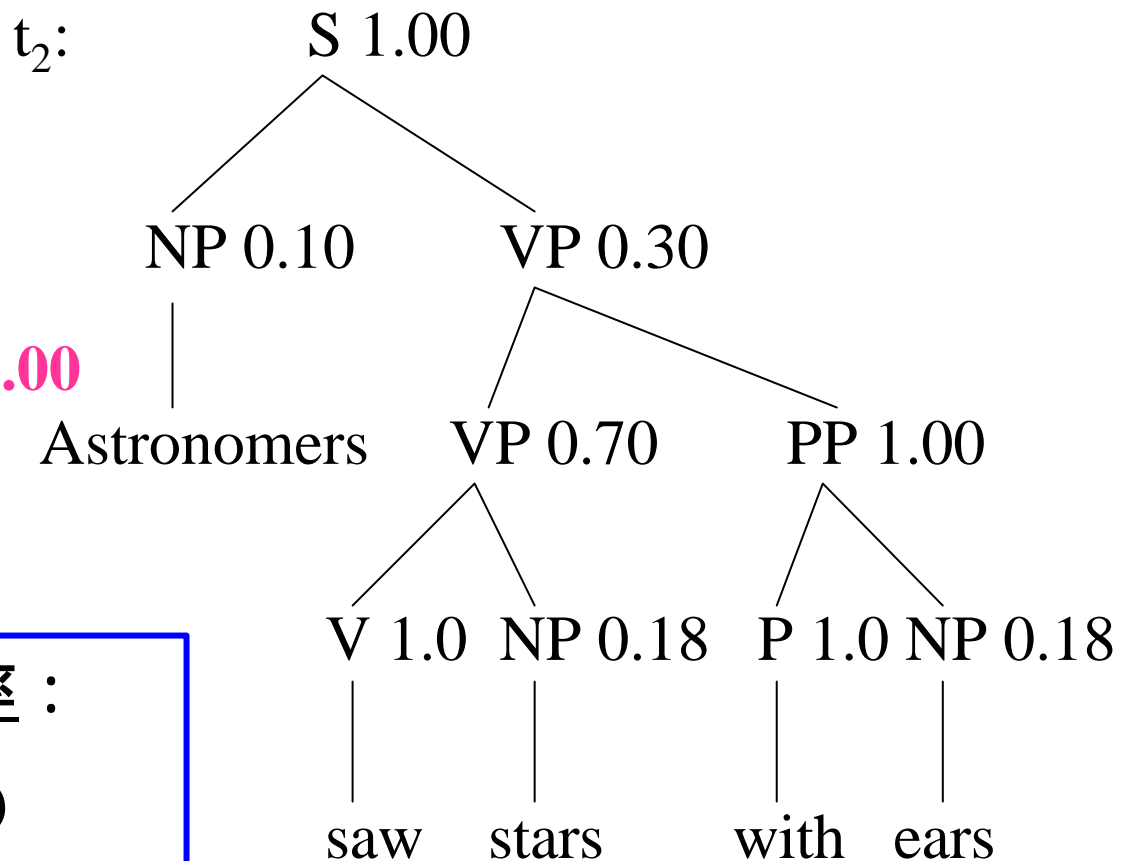 t₂: S 1.00
NP 0.10 VP 0.30
.00
Astronomers VP 0.70 PP 1.00
V 1.0 NP 0.18 P 1.0 NP 0.18
:
saw stars with ears